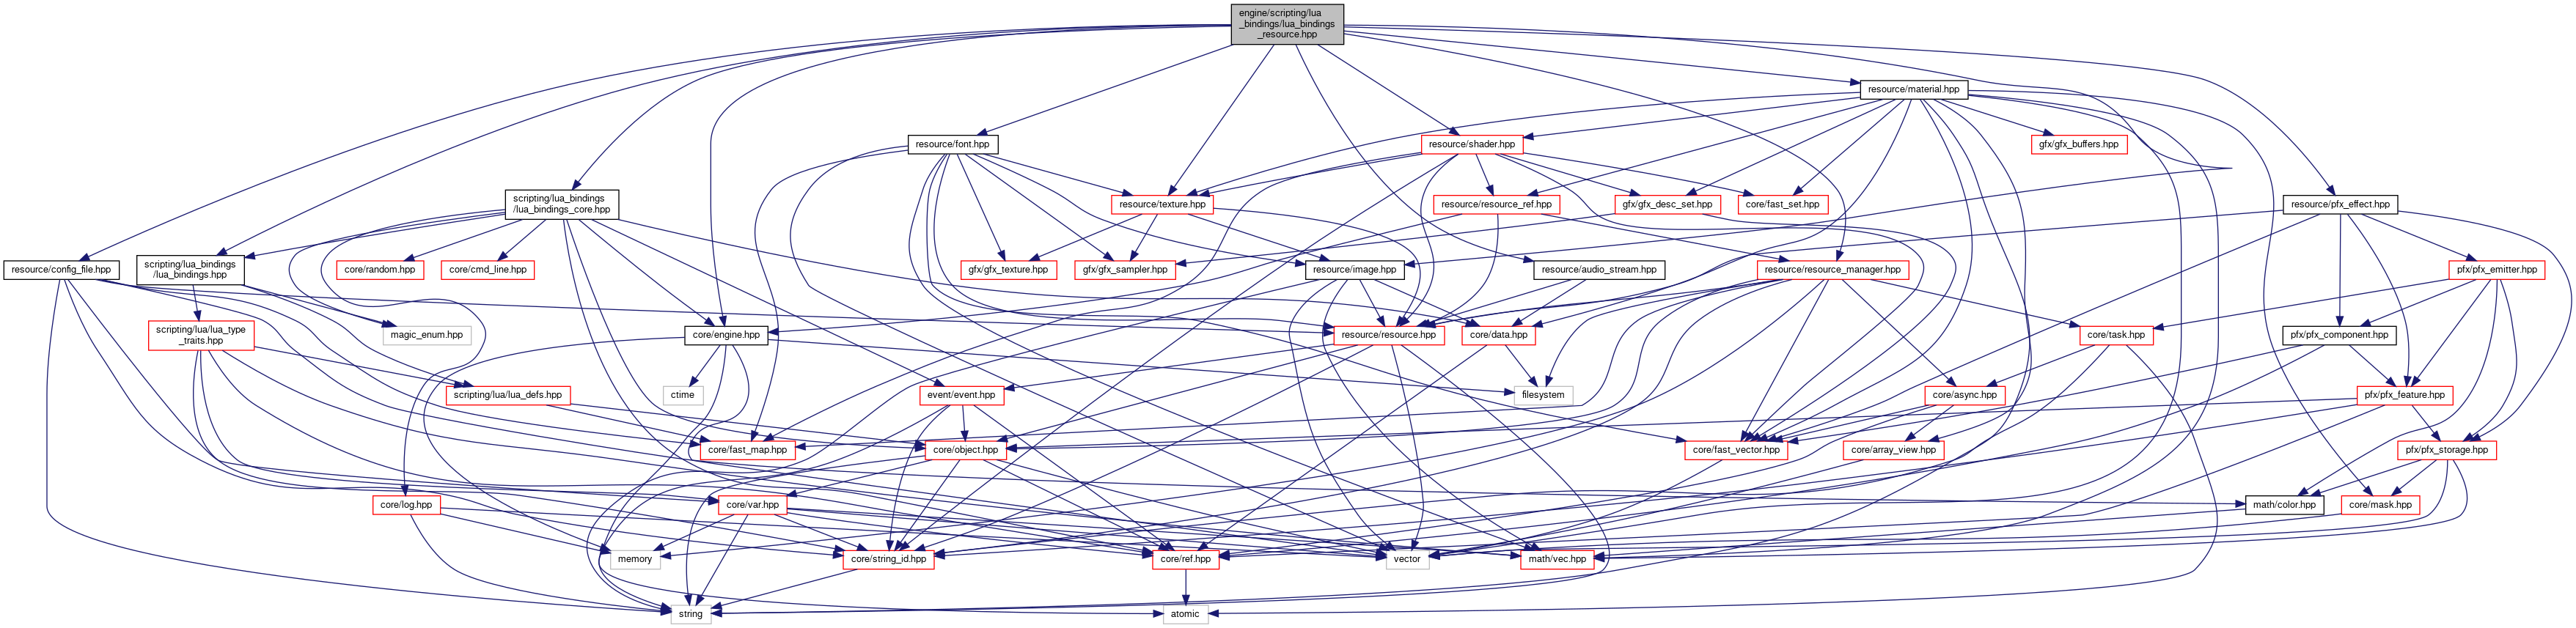 engine/scripting/lua
_bindings/lua_bindings
_resource.hpp
resource/material.hpp
resource/font.hpp
resource/shader.hpp
gfx/gfx_buffers.hpp
scripting/lua_bindings
/lua_bindings_core.hpp
resource/texture.hpp
resource/resource_ref.hpp
gfx/gfx_desc_set.hpp
core/fast_set.hpp
resource/pfx_effect.hpp
resource/config_file.hpp
scripting/lua_bindings
/lua_bindings.hpp
core/random.hpp
core/cmd_line.hpp
gfx/gfx_texture.hpp
gfx/gfx_sampler.hpp
resource/image.hpp
resource/audio_stream.hpp
resource/resource_manager.hpp
pfx/pfx_emitter.hpp
scripting/lua/lua_type
_traits.hpp
magic_enum.hpp
core/engine.hpp
resource/resource.hpp
core/data.hpp
core/task.hpp
pfx/pfx_component.hpp
scripting/lua/lua_defs.hpp
ctime
event/event.hpp
filesystem
core/async.hpp
pfx/pfx_feature.hpp
core/fast_map.hpp
core/object.hpp
core/fast_vector.hpp
core/array_view.hpp
pfx/pfx_storage.hpp
core/log.hpp
core/var.hpp
math/color.hpp
core/mask.hpp
memory
core/string_id.hpp
core/ref.hpp
vector
math/vec.hpp
string
atomic